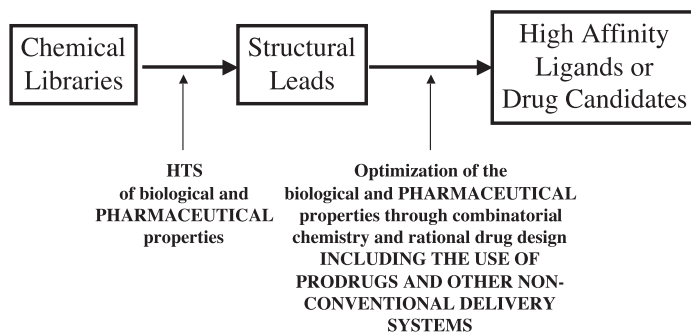 Chemical
Libraries
Structural
Leads
High Affinity
Ligands or
Drug Candidates
HTS
of biological and
PHARMACEUTICAL
properties
Optimization of the
biological and PHARMACEUTICAL
properties through combinatorial
chemistry and rational drug design
INCLUDING THE USE OF
PRODRUGS AND OTHER NON-
CONVENTIONAL DELIVERY
SYSTEMS